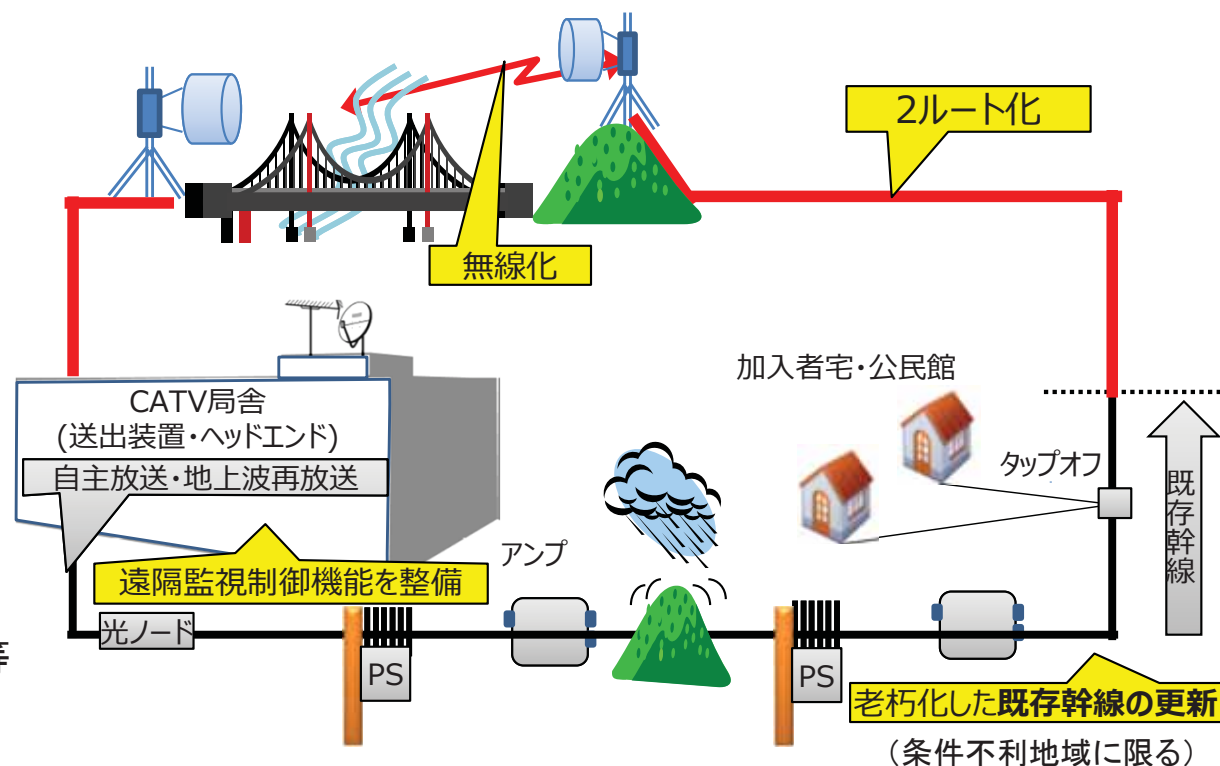 2ルート化
無線化
加入者宅・公民館
CATV局舎
(送出装置・ヘッドエンド)
自主放送・地上波再放送
タップオフ
既存幹線
アンプ
遠隔監視制御機能を整備
光ノード
等
PS
PS
老朽化した既存幹線の更新
（条件不利地域に限る）